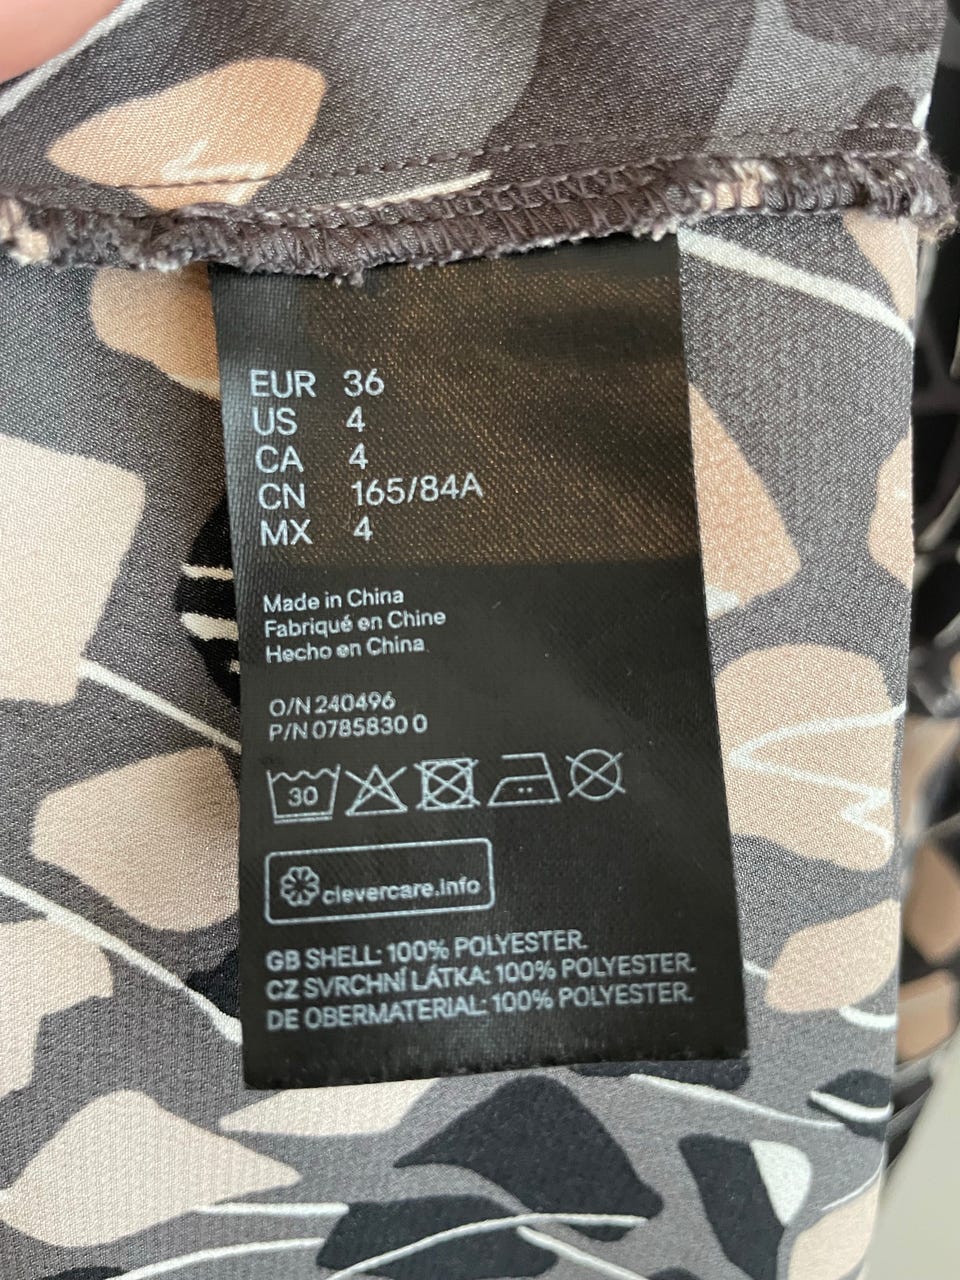 EUR 36
US 4
CA 4
CN 165/84A
MX 4
Made in China
Fabriqué en Chine
Hecho en China
O/N 240496
P/N 0785830 0
30
clevercare.info
GB SHELL: 100% POLYESTER.
CZ SVRCHNÍ LÁTKA: 100% POLYESTER.
DE OBERMATERIAL: 100% POLYESTER.